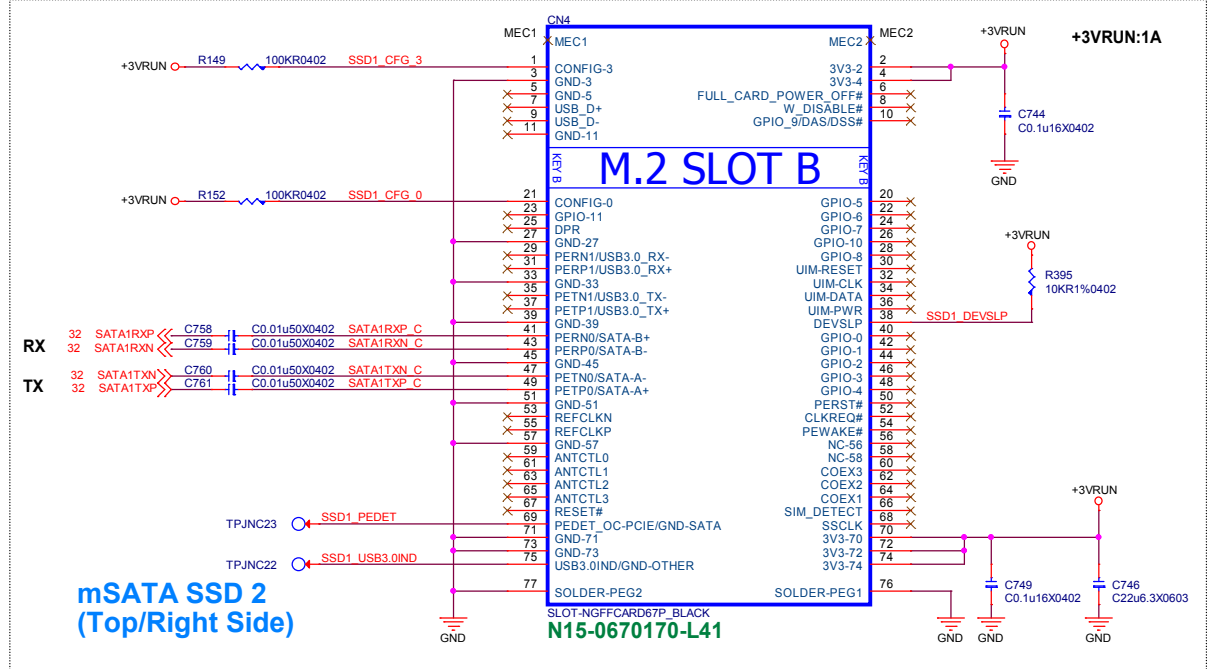 CN4
MEC1 MEC1 MEC2 MEC2
+3VRUN +3VRUN:1A
+3VRUN R149 100KR0402 SSD1_CFG_3 1 CONFIG-3 3V3-2 2
3 GND-3 3V3-4 4
5 GND-5 FULL_CARD_POWER_OFF# 6
7 USB_D+ W_DISABLE# 8
9 USB_D- GPIO_9/DAS/DSS# 10
11 GND-11
C744
C0.1u16X0402
GND
KEY B M.2 SLOT B KEY B
+3VRUN R152 100KR0402 SSD1_CFG_0 21 CONFIG-0 GPIO-5 20
23 GPIO-11 GPIO-6 22
25 DPR GPIO-7 24
27 GND-27 GPIO-10 26
29 PERN1/USB3.0_RX- GPIO-8 28
31 PERP1/USB3.0_RX+ UIM-RESET 30
33 GND-33 UIM-CLK 32
35 PETN1/USB3.0_TX- UIM-DATA 34
37 PETP1/USB3.0_TX+ UIM-PWR 36
39 GND-39 DEVSLP 38 SSD1_DEVSLP
+3VRUN
R395
10KR1%0402
RX
32 SATA1RXP C758 C0.01u50X0402 SATA1RXP_C 41 PERN0/SATA-B+ GPIO-0 40
32 SATA1RXN C759 C0.01u50X0402 SATA1RXN_C 43 PERP0/SATA-B- GPIO-1 42
45 GND-45 GPIO-2 44
TX
32 SATA1TXN C760 C0.01u50X0402 SATA1TXN_C 47 PETN0/SATA-A- GPIO-3 46
32 SATA1TXP C761 C0.01u50X0402 SATA1TXP_C 49 PETP0/SATA-A+ GPIO-4 48
51 GND-51 PERST# 50
53 REFCLKN CLKREQ# 52
55 REFCLKP PEWAKE# 54
57 GND-57 NC-56 56
59 ANTCTL0 NC-58 58
61 ANTCTL1 COEX3 60
63 ANTCTL2 COEX2 62
65 ANTCTL3 COEX1 64
67 RESET# SIM_DETECT 66
TPJNC23 SSD1_PEDET 69 PEDET_OC-PCIE/GND-SATA SSCLK 68
71 GND-71 3V3-70 70
73 GND-73 3V3-72 72
TPJNC22 SSD1_USB3.0IND 75 USB3.0IND/GND-OTHER 3V3-74 74
+3VRUN
77 SOLDER-PEG2 SOLDER-PEG1 76
C749
C0.1u16X0402
C746
C22u6.3X0603
mSATA SSD 2
(Top/Right Side)
SLOT-NGFFCARD67P_BLACK
N15-0670170-L41
GND GND GND GND